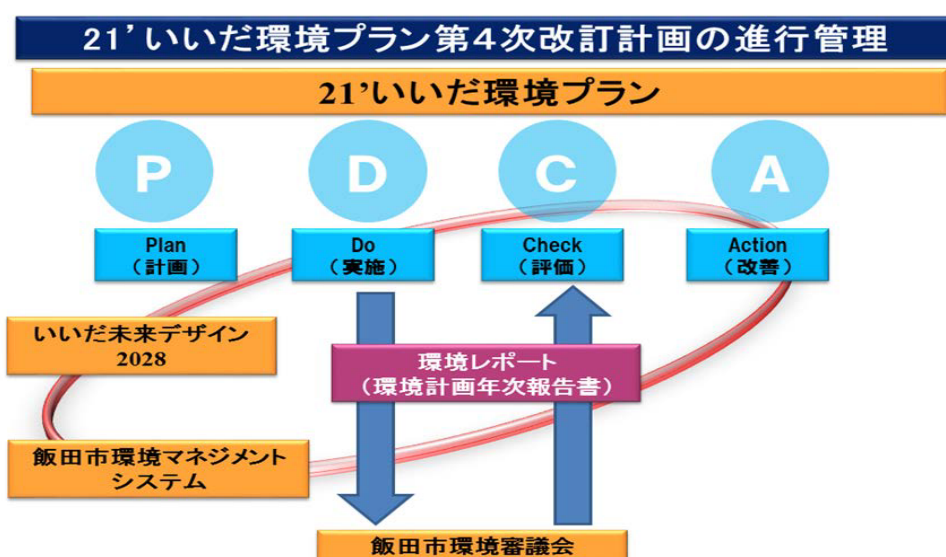 21’いいだ環境プラン第４次改訂計画の進行管理
21’いいだ環境プラン
P
D
C
A
Plan
（計画）
Do
（実施）
Check
（評価）
Action
（改善）
いいだ未来デザイン
2028
環境レポート
（環境計画年次報告書）
飯田市環境マネジメント
システム
飯田市環境審議会